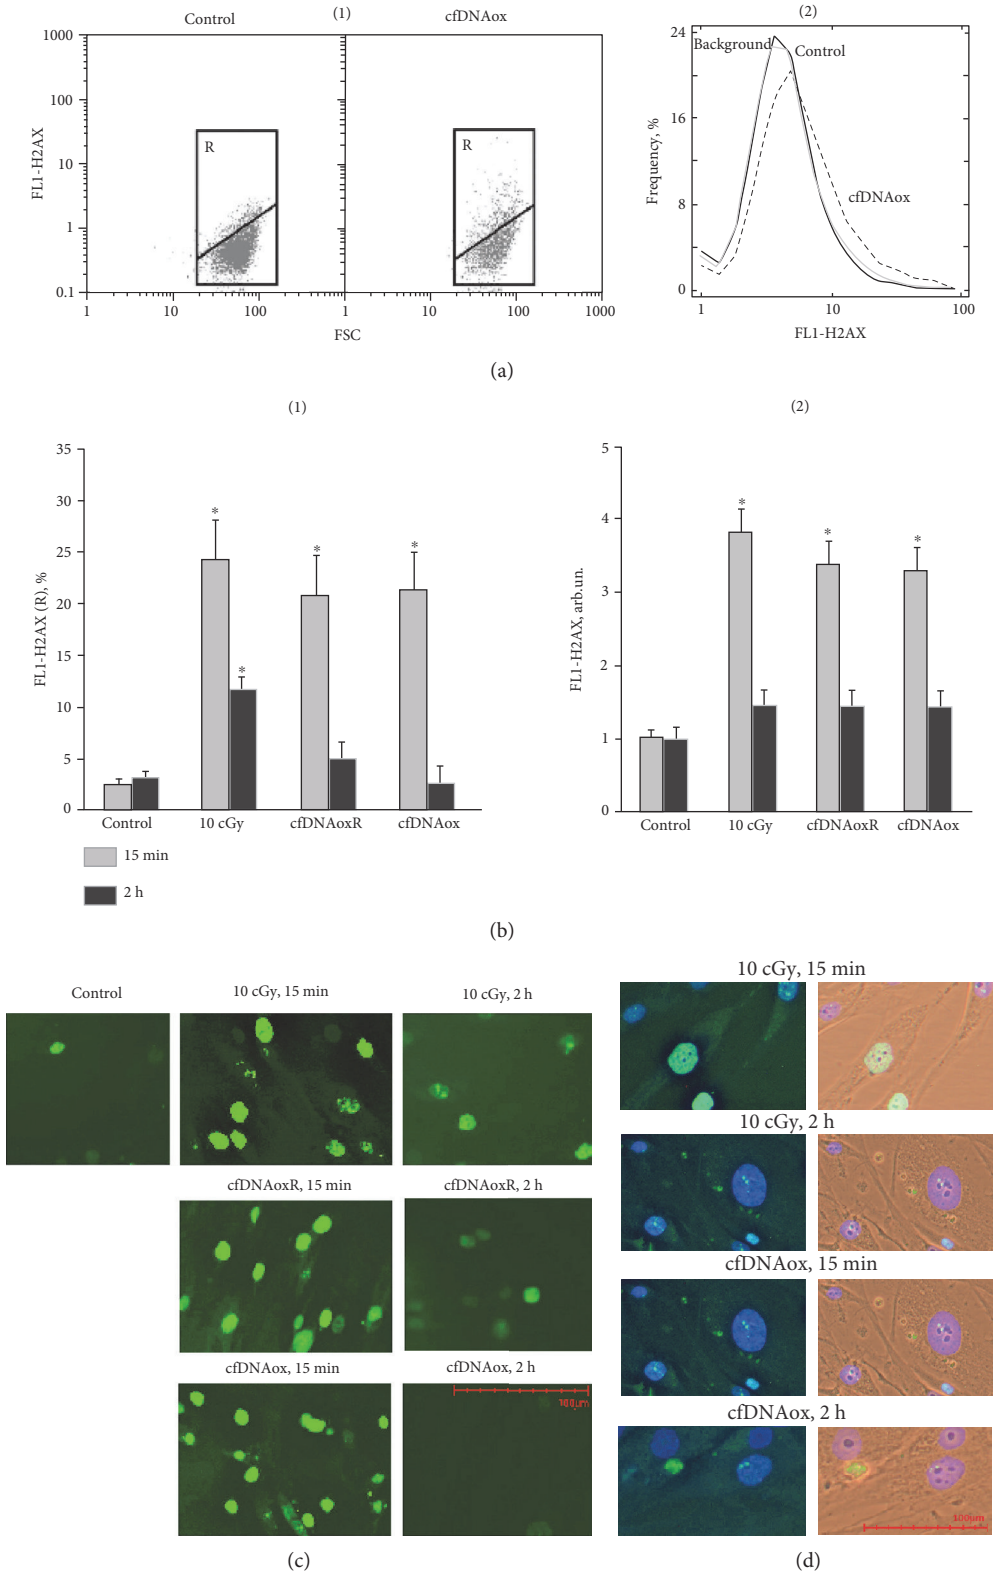 (1)
Control
cfDNAox
1000
100
10
1
0.1
FL1-H2AX
R
R
1
10
100
1
10
100
1000
FSC
(2)
24
16
8
0
Frequency, %
Background
Control
cfDNAox
1
10
100
FL1-H2AX
(a)
(1)
35
30
25
20
15
10
5
0
FL1-H2AX (R), %
*
*
*
*
Control
10 cGy
cfDNAoxR
cfDNAox
15 min
2 h
(2)
5
4
3
2
1
0
FL1-H2AX, arb.un.
*
*
*
Control
10 cGy
cfDNAoxR
cfDNAox
(b)
Control
10 cGy, 15 min
10 cGy, 2 h
cfDNAoxR, 15 min
cfDNAoxR, 2 h
cfDNAox, 15 min
cfDNAox, 2 h
(c)
10 cGy, 15 min
10 cGy, 2 h
cfDNAox, 15 min
cfDNAox, 2 h
100um
(d)